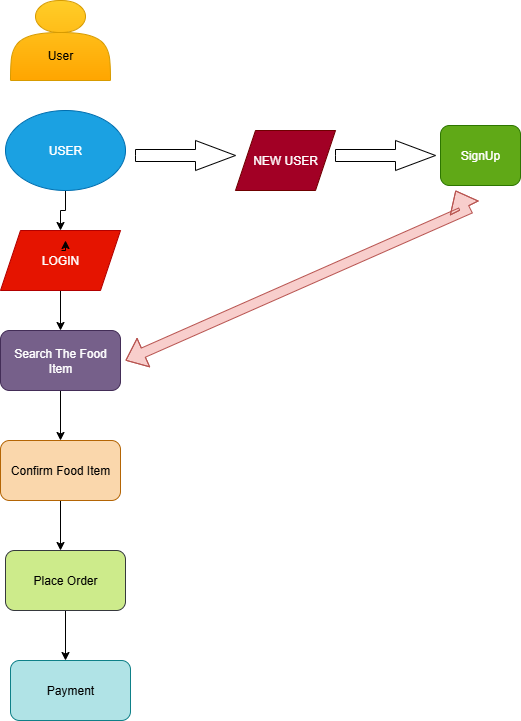 User
USER
NEW USER
SignUp
LOGIN
Search The Food
Item
Confirm Food Item
Place Order
Payment